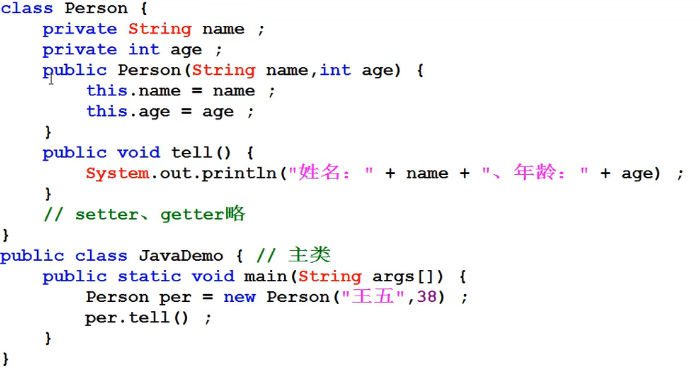 class Person {
    private String name ;
    private int age ;
    public Person(String name,int age) {
        this.name = name ;
        this.age = age ;
    }
    public void tell() {
        System.out.println("姓名：" + name + "、年龄：" + age) ;
    }
    // setter、getter略
}
public class JavaDemo { // 主类
    public static void main(String args[]) {
        Person per = new Person("王五",38) ;
        per.tell() ;
    }
}